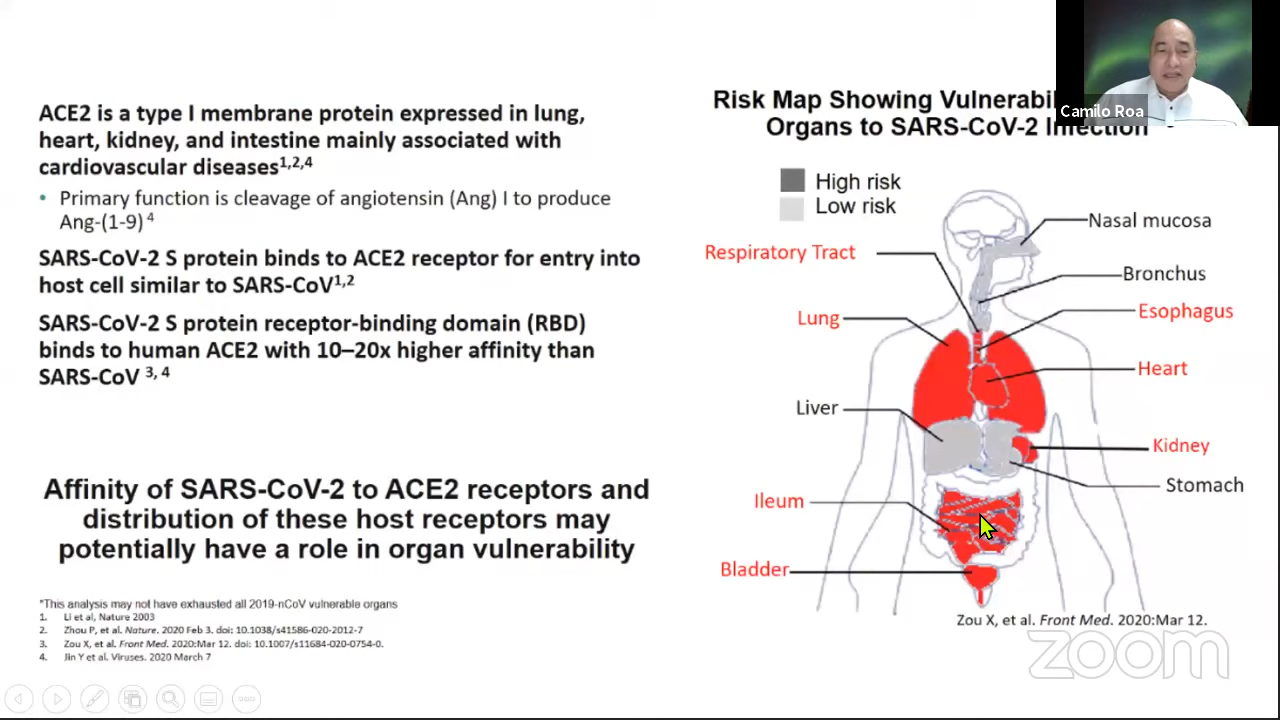 ACE2 is a type I membrane protein expressed in lung,
heart, kidney, and intestine mainly associated with
cardiovascular diseases1,2,4
• Primary function is cleavage of angiotensin (Ang) I to produce
Ang-(1-9) 4
SARS-CoV-2 S protein binds to ACE2 receptor for entry into
host cell similar to SARS-CoV1,2
SARS-CoV-2 S protein receptor-binding domain (RBD)
binds to human ACE2 with 10–20x higher affinity than
SARS-CoV 3, 4
Affinity of SARS-CoV-2 to ACE2 receptors and
distribution of these host receptors may
potentially have a role in organ vulnerability
*This analysis may not have exhausted all 2019-nCoV vulnerable organs
1. Li et al, Nature 2003
2. Zhou P, et al. Nature. 2020 Feb 3. doi: 10.1038/s41586-020-2012-7
3. Zou X, et al. Front Med. 2020:Mar 12. doi: 10.1007/s11684-020-0754-0.
4. Jin Y et al. Viruses. 2020 March 7
Risk Map Showing
Organs to SARS-CoV-2 Infection
Camilo Roa
High risk
Low risk
Nasal mucosa
Respiratory Tract
Bronchus
Esophagus
Lung
Heart
Liver
Kidney
Stomach
Ileum
Bladder
Zou X, et al. Front Med. 2020:Mar 12.
zoom